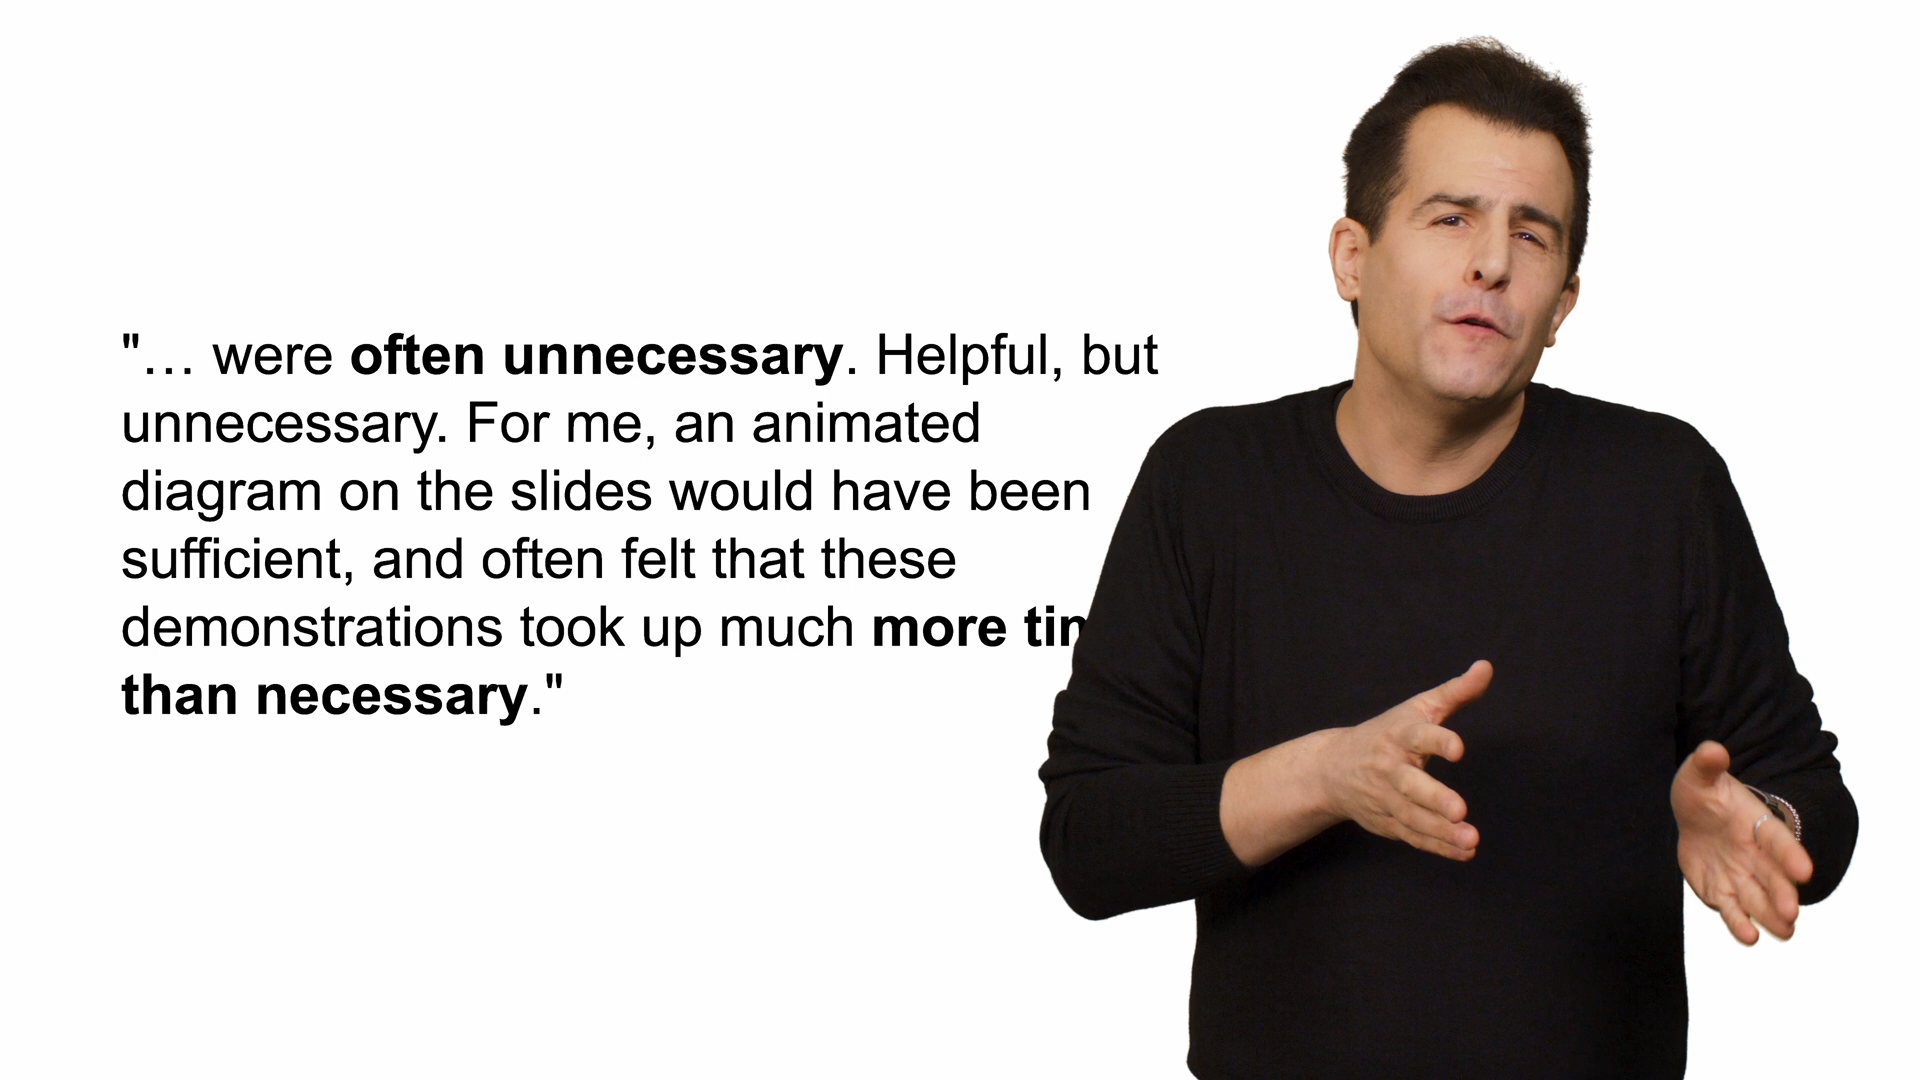 "… were often unnecessary. Helpful, but
unnecessary. For me, an animated
diagram on the slides would have been
sufficient, and often felt that these
demonstrations took up much more
than necessary."